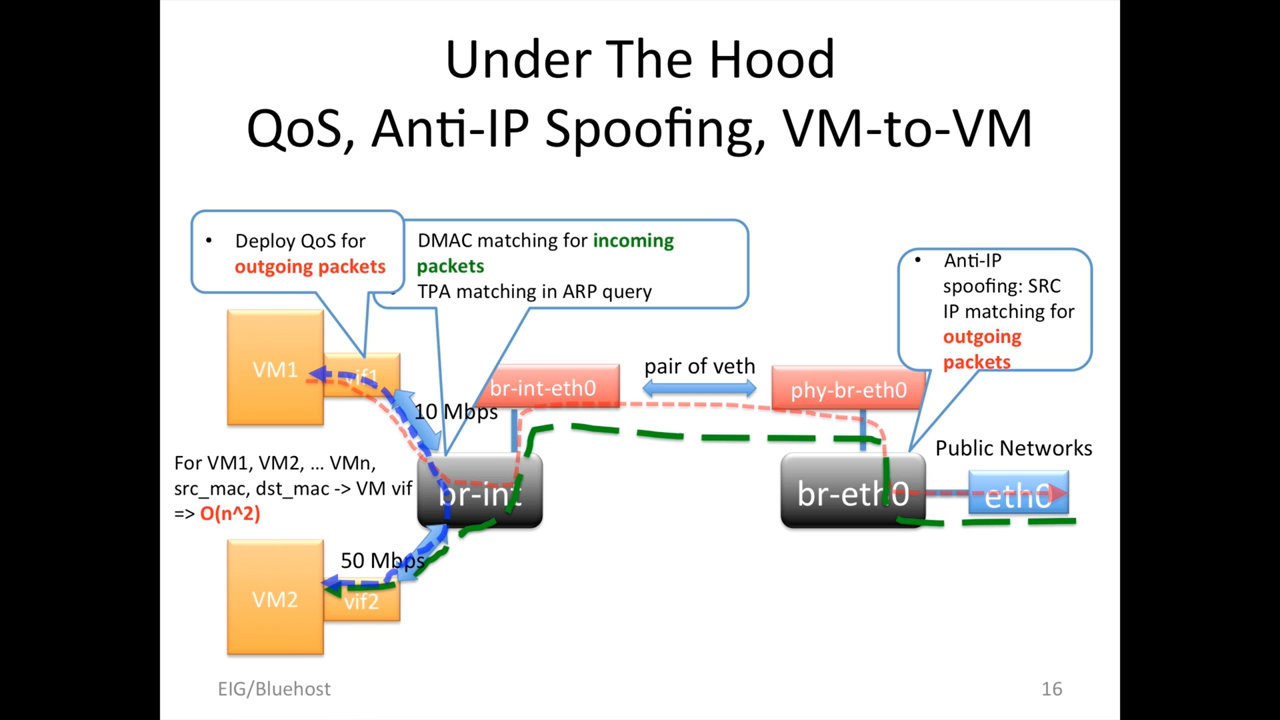 Under The Hood
QoS, Anti-IP Spoofing, VM-to-VM
• Deploy QoS for
outgoing packets
DMAC matching for incoming
packets
• TPA matching in ARP query
• Anti-IP
spoofing: SRC
IP matching for
outgoing
packets
VM1
vif1
br-int-eth0
pair of veth
phy-br-eth0
10 Mbps
Public Networks
For VM1, VM2, ... VMn,
src_mac, dst_mac -> VM vif
=> O(n^2)
br-int
br-eth0
eth0
50 Mbps
VM2
vif2
EIG/Bluehost
16